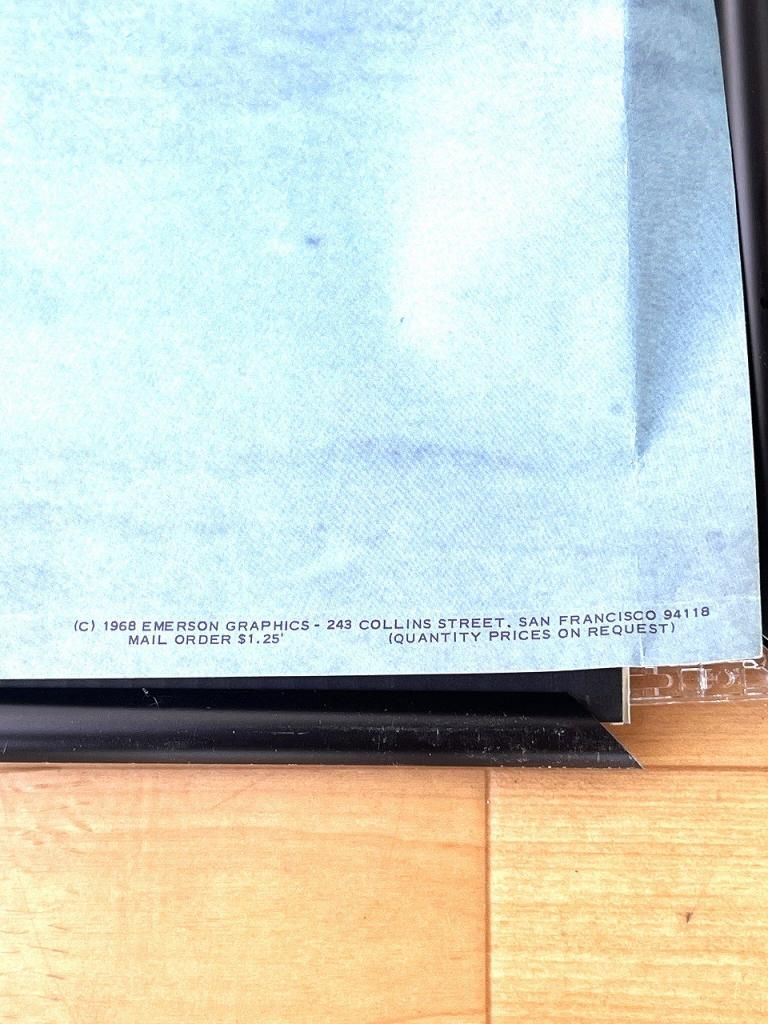 (C) 1968 EMERSON GRAPHICS - 243 COLLINS STREET, SAN FRANCISCO 94118
MAIL ORDER $1.25 (QUANTITY PRICES ON REQUEST)